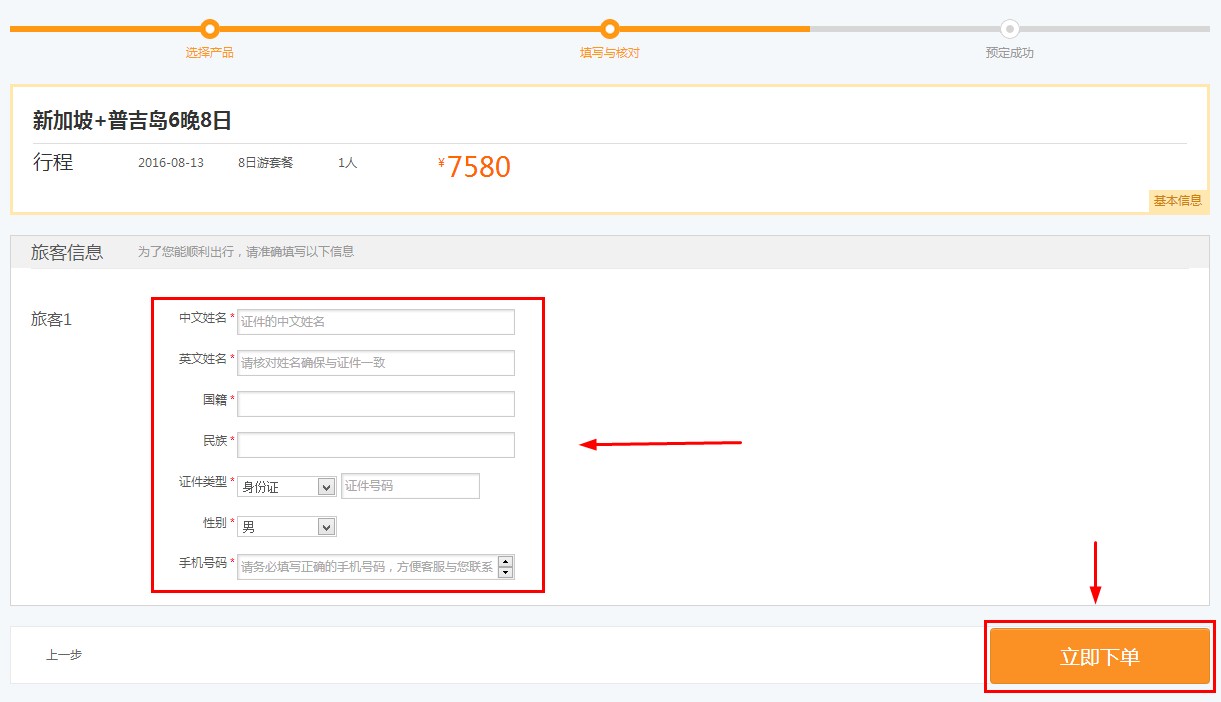 选择产品 填写与核对 预定成功
新加坡+普吉岛6晚8日
行程 2016-08-13 8日游套餐 1人 ¥7580
基本信息
旅客信息 为了您能顺利出行，请准确填写以下信息
旅客1 中文姓名* 证件的中文姓名
英文姓名* 请核对姓名确保与证件一致
国籍*
民族*
证件类型* 身份证 证件号码
性别* 男
手机号码* 请务必填写正确的手机号码，方便客服与您联系
上一步 立即下单